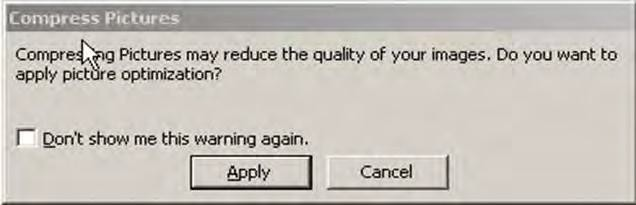 Compress Pictures
Compressing Pictures may reduce the quality of your images. Do you want to
apply picture optimization?
Don't show me this warning again.
Apply Cancel